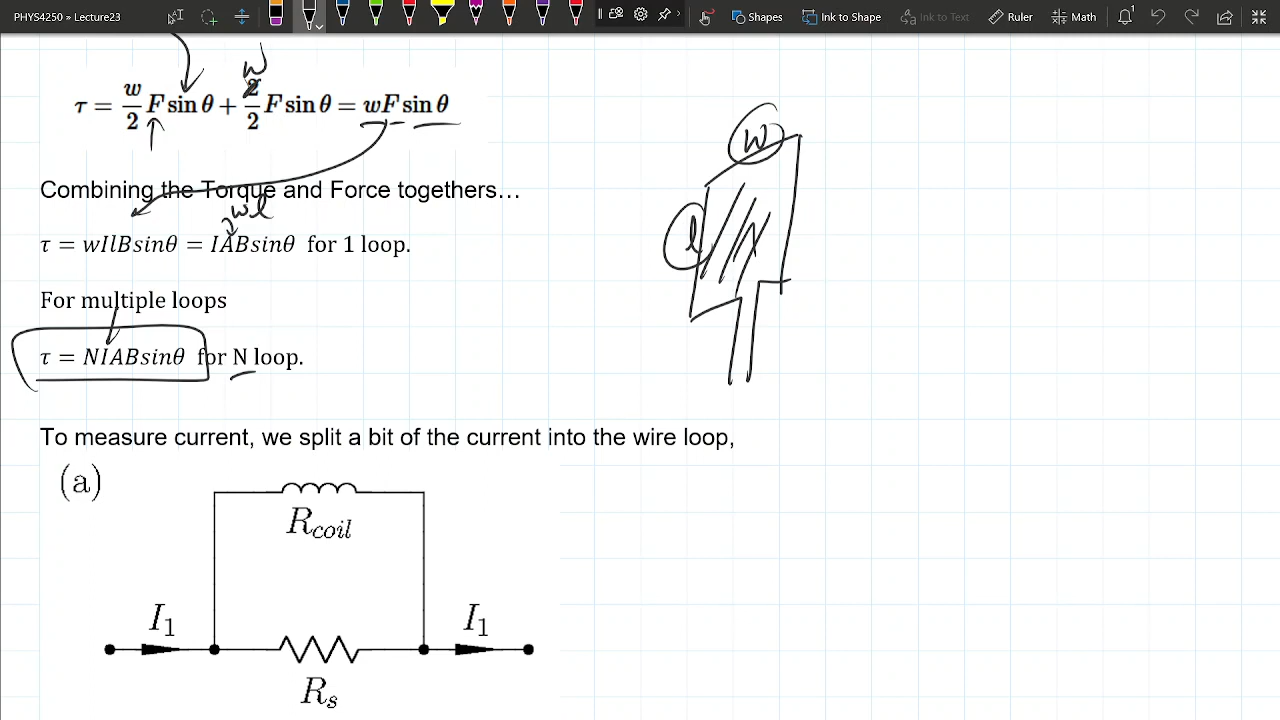 PHYS4250 » Lecture23
Shapes Ink to Shape Ink to Text Ruler Math
w
τ = w/2 F sin θ + 2/2 F sin θ = wF sin θ
Combining the Torque and Force togethers…
wl
τ = wIlBsinθ = IABsinθ for 1 loop.
For multiple loops
τ = NIABsinθ for N loop.
w
l
A
To measure current, we split a bit of the current into the wire loop,
(a)
R_coil
I_1 I_1
R_s